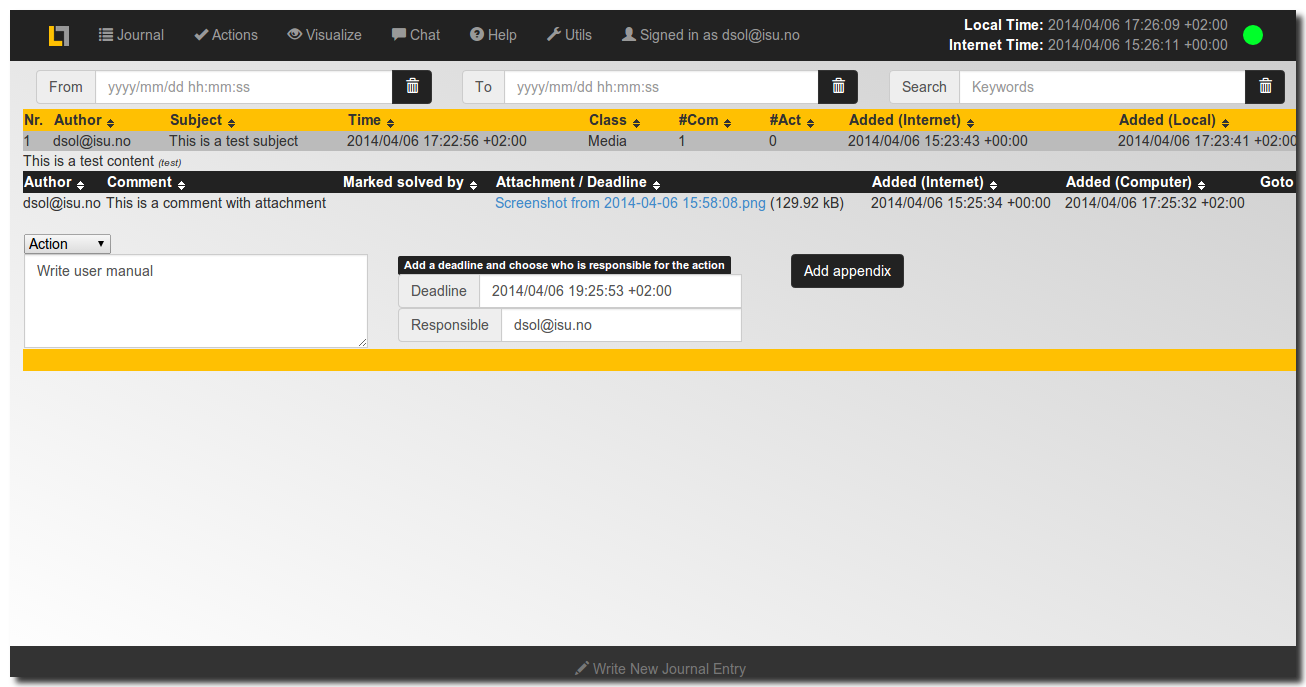 Journal Actions Visualize Chat Help Utils Signed in as dsol@isu.no
Local Time: 2014/04/06 17:26:09 +02:00
Internet Time: 2014/04/06 15:26:11 +00:00
From yyyy/mm/dd hh:mm:ss To yyyy/mm/dd hh:mm:ss Search Keywords
Nr. Author Subject Time Class #Com #Act Added (Internet) Added (Local)
1 dsol@isu.no This is a test subject 2014/04/06 17:22:56 +02:00 Media 1 0 2014/04/06 15:23:43 +00:00 2014/04/06 17:23:41 +02:00
This is a test content (test)
Author Comment Marked solved by Attachment / Deadline Added (Internet) Added (Computer) Goto
dsol@isu.no This is a comment with attachment Screenshot from 2014-04-06 15:58:08.png (129.92 kB) 2014/04/06 15:25:34 +00:00 2014/04/06 17:25:32 +02:00
Action
Write user manual
Add a deadline and choose who is responsible for the action
Deadline 2014/04/06 19:25:53 +02:00
Responsible dsol@isu.no
Add appendix
Write New Journal Entry